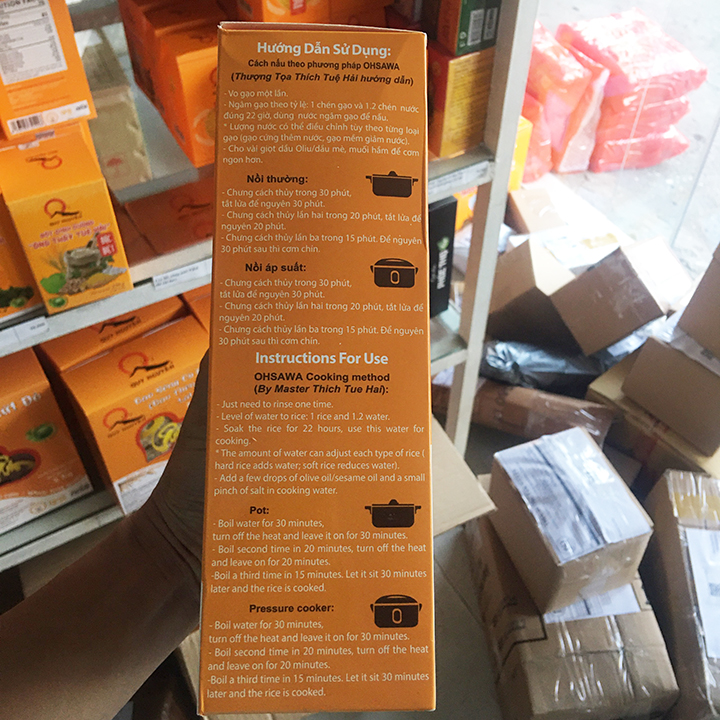 Hướng Dẫn Sử Dụng:
Cách nấu theo phương pháp OHSAWA
(Thượng Tọa Thích Tuệ Hải hướng dẫn)
- Vo gạo một lần.
- Ngâm gạo theo tỷ lệ: 1 chén gạo và 1.2 chén nước
đúng 22 giờ, dùng nước ngâm gạo để nấu.
* Lượng nước có thể điều chỉnh tùy theo từng loại
gạo (gạo cứng thêm nước, gạo mềm giảm nước).
- Cho vài giọt dầu Oliu/dầu mè, muối hầm để cơm
ngon hơn.
Nồi thường:
- Chưng cách thủy trong 30 phút,
tắt lửa để nguyên 30 phút.
- Chưng cách thủy lần hai trong 20 phút, tắt lửa để
nguyên 20 phút.
- Chưng cách thủy lần ba trong 15 phút. Để nguyên
30 phút sau thì cơm chín.
Nồi áp suất:
- Chưng cách thủy trong 30 phút,
tắt lửa để nguyên 30 phút.
- Chưng cách thủy lần hai trong 20 phút, tắt lửa để
nguyên 20 phút.
- Chưng cách thủy lần ba trong 15 phút. Để nguyên
30 phút sau thì cơm chín.
Instructions For Use
OHSAWA Cooking method
(By Master Thich Tue Hai):
- Just need to rinse one time.
- Level of water to rice: 1 rice and 1.2 water.
- Soak the rice for 22 hours, use this water for
cooking.
* The amount of water can adjust each type of rice (
hard rice adds water; soft rice reduces water).
- Add a few drops of olive oil/sesame oil and a small
pinch of salt in cooking water.
Pot:
- Boil water for 30 minutes,
turn off the heat and leave it on for 30 minutes.
- Boil second time in 20 minutes, turn off the heat
and leave on for 20 minutes.
-Boil a third time in 15 minutes. Let it sit 30 minutes
later and the rice is cooked.
Pressure cooker:
- Boil water for 30 minutes,
turn off the heat and leave it on for 30 minutes.
- Boil second time in 20 minutes, turn off the heat
and leave on for 20 minutes.
-Boil a third time in 15 minutes. Let it sit 30 minutes
later and the rice is cooked.
QUÝ NGUYÊN